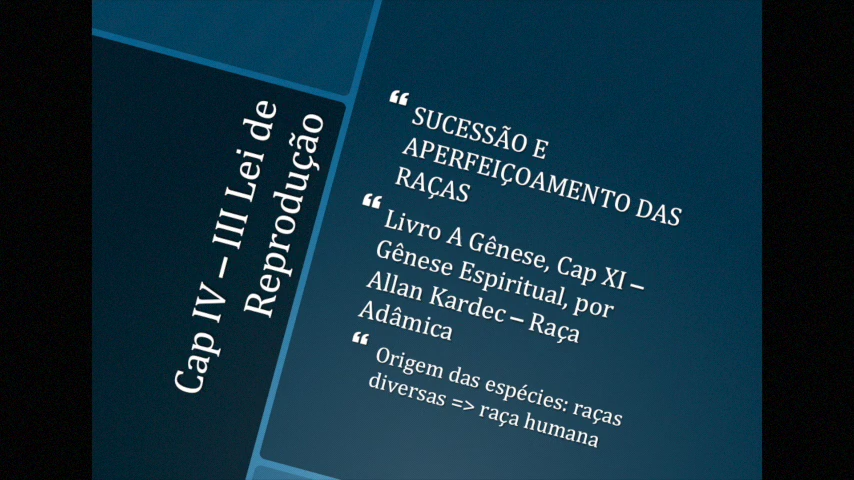 Cap IV – III Lei de
Reprodução
❝ SUCESSÃO E
APERFEIÇOAMENTO DAS
RAÇAS
❝ Livro A Gênese, Cap XI –
Gênese Espiritual, por
Allan Kardec – Raça
Adâmica
❝ Origem das espécies: raças
diversas => raça humana